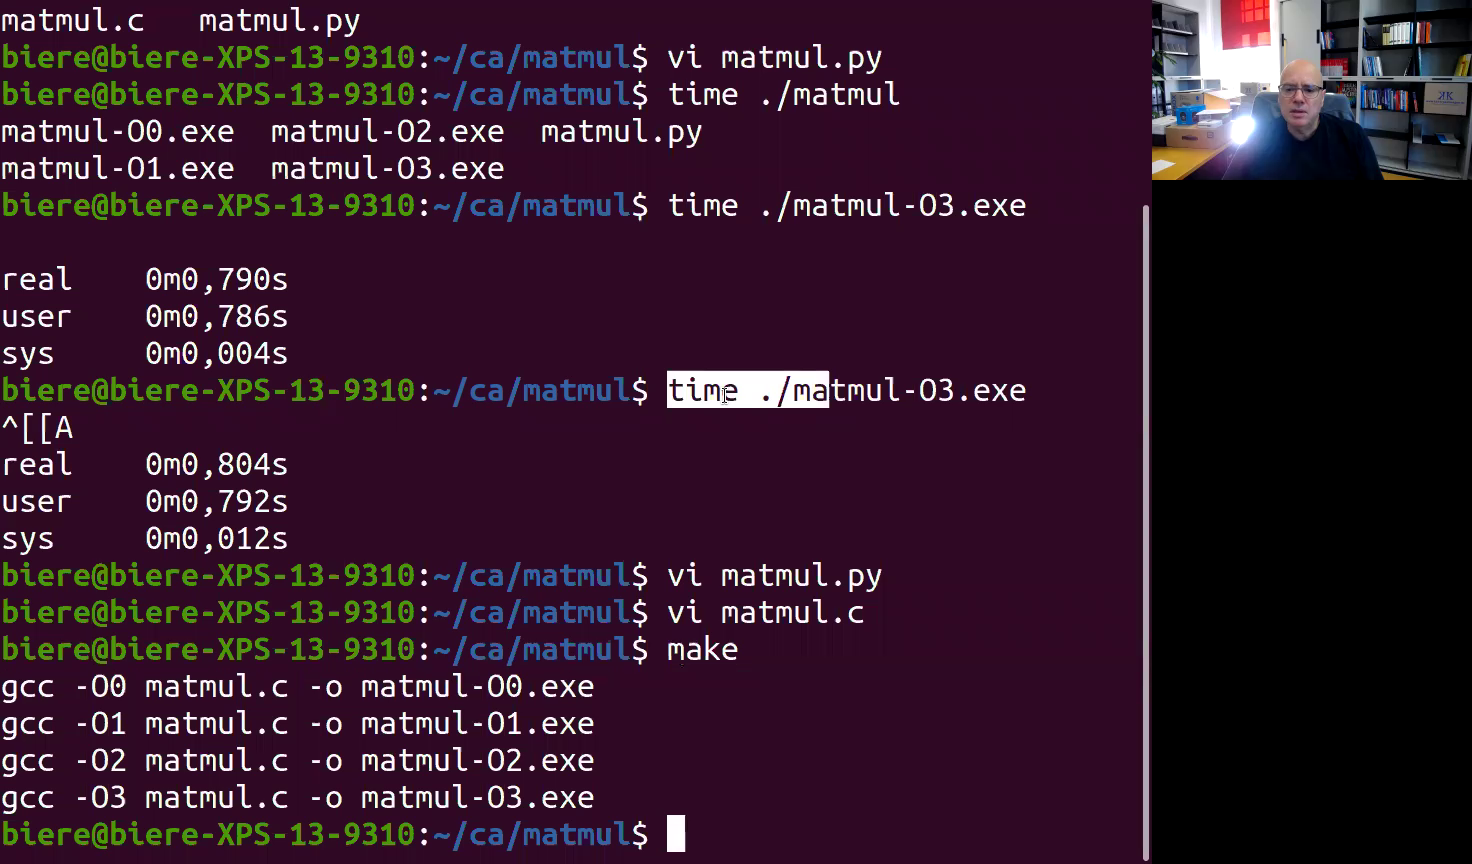 matmul.c   matmul.py
biere@biere-XPS-13-9310:~/ca/matmul$ vi matmul.py
biere@biere-XPS-13-9310:~/ca/matmul$ time ./matmul
matmul-O0.exe  matmul-O2.exe  matmul.py
matmul-O1.exe  matmul-O3.exe
biere@biere-XPS-13-9310:~/ca/matmul$ time ./matmul-O3.exe
real    0m0,790s
user    0m0,786s
sys     0m0,004s
biere@biere-XPS-13-9310:~/ca/matmul$ time ./matmul-O3.exe
^[[A
real    0m0,804s
user    0m0,792s
sys     0m0,012s
biere@biere-XPS-13-9310:~/ca/matmul$ vi matmul.py
biere@biere-XPS-13-9310:~/ca/matmul$ vi matmul.c
biere@biere-XPS-13-9310:~/ca/matmul$ make
gcc -O0 matmul.c -o matmul-O0.exe
gcc -O1 matmul.c -o matmul-O1.exe
gcc -O2 matmul.c -o matmul-O2.exe
gcc -O3 matmul.c -o matmul-O3.exe
biere@biere-XPS-13-9310:~/ca/matmul$